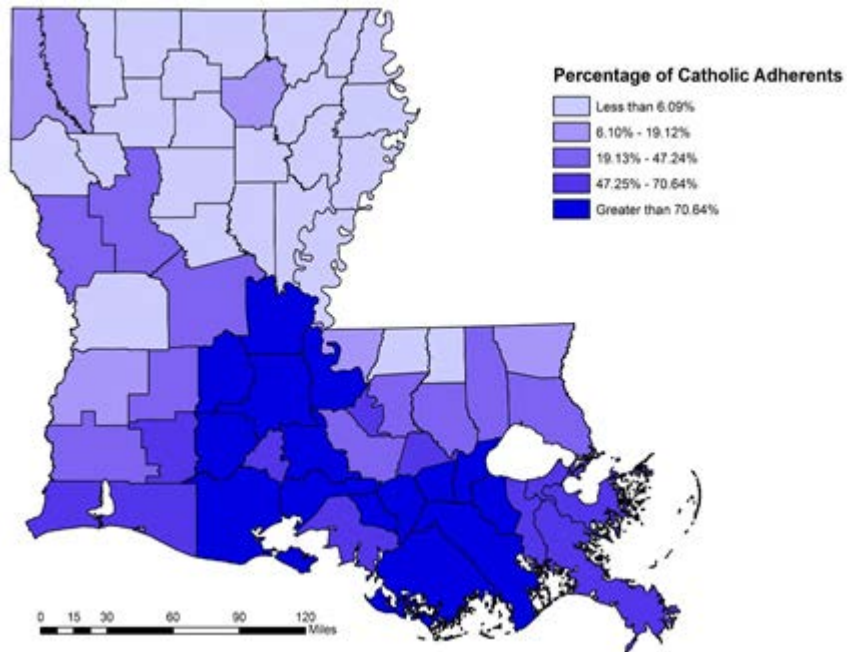 Percentage of Catholic Adherents
Less than 6.09%
6.10% - 19.12%
19.13% - 47.24%
47.25% - 70.64%
Greater than 70.64%
0 15 30 60 90 120
Miles